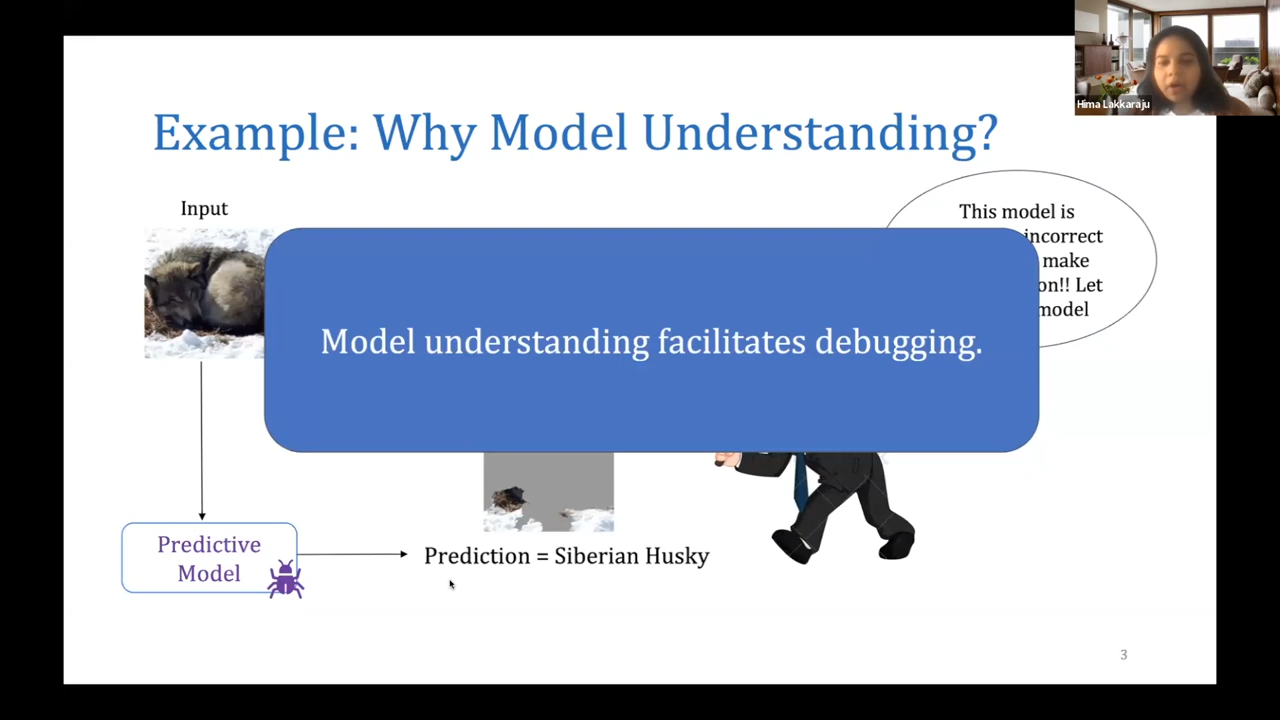 Hima Lakkaraju
Example: Why Model Understanding?
Input
This model is
incorrect
make
Let
model
Model understanding facilitates debugging.
Predictive
Model
Prediction = Siberian Husky
3